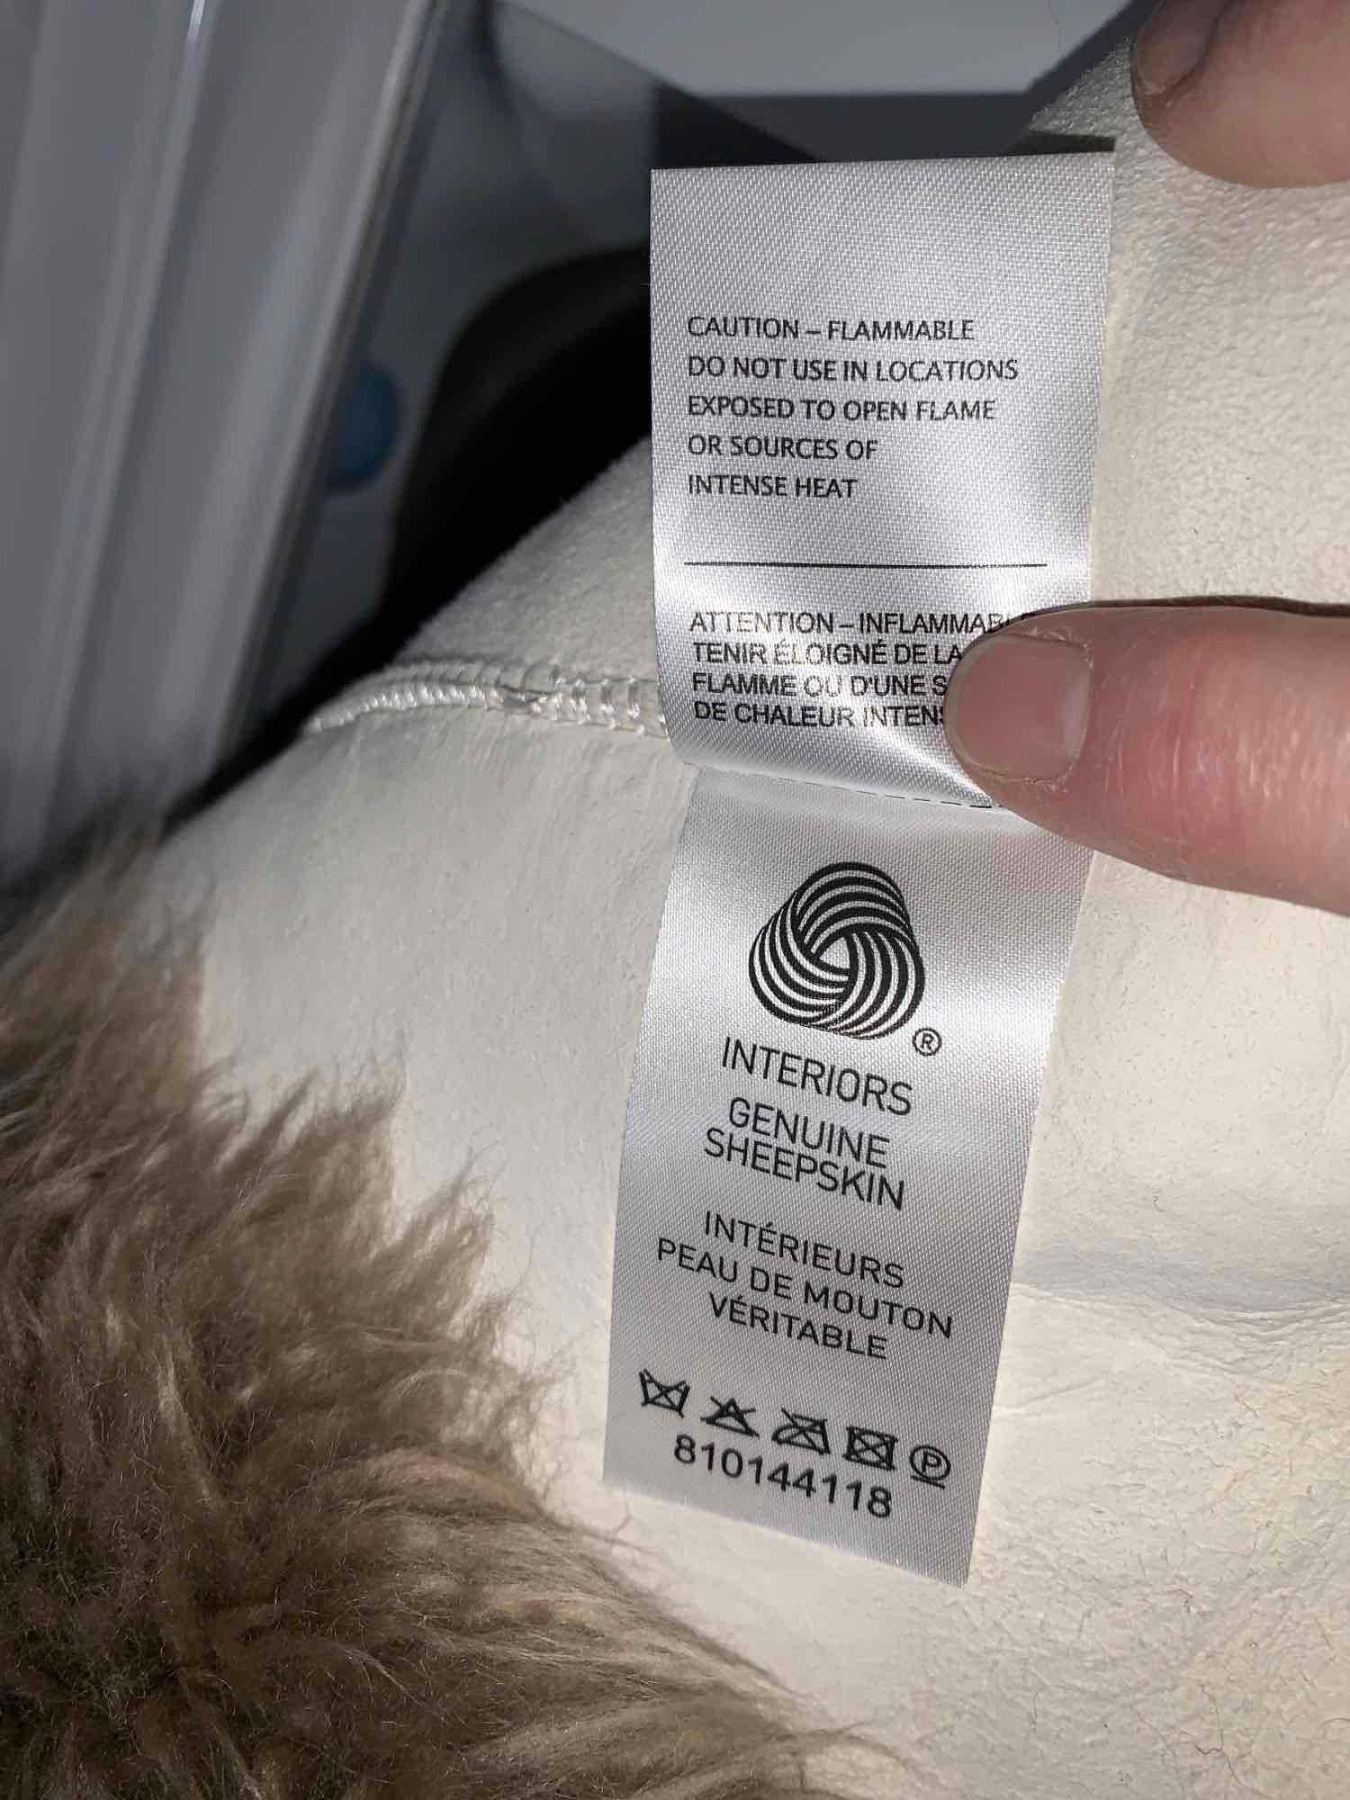 CAUTION – FLAMMABLE
DO NOT USE IN LOCATIONS
EXPOSED TO OPEN FLAME
OR SOURCES OF
INTENSE HEAT
ATTENTION – INFLAMMABLE
TENIR ÉLOIGNÉ DE LA
FLAMME OU D'UNE
DE CHALEUR
®
INTERIORS
GENUINE
SHEEPSKIN
INTÉRIEURS
PEAU DE MOUTON
VÉRITABLE
P
810144118